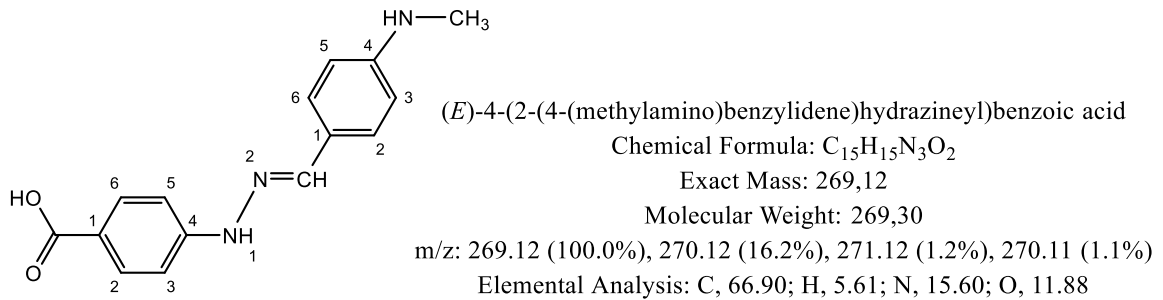 HN CH3
4
5
3
6
1
2
2
N CH
HO
6
5
1
4
NH
1
O
2
3
(E)-4-(2-(4-(methylamino)benzylidene)hydrazineyl)benzoic acid
Chemical Formula: C15H15N3O2
Exact Mass: 269,12
Molecular Weight: 269,30
m/z: 269.12 (100.0%), 270.12 (16.2%), 271.12 (1.2%), 270.11 (1.1%)
Elemental Analysis: C, 66.90; H, 5.61; N, 15.60; O, 11.88